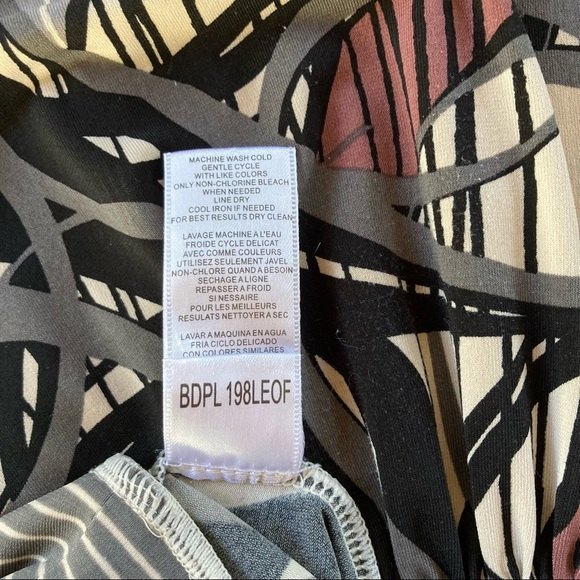 MACHINE WASH COLD
GENTLE CYCLE
WITH LIKE COLORS
ONLY NON-CHLORINE BLEACH
WHEN NEEDED
LINE DRY
COOL IRON IF NEEDED
FOR BEST RESULTS DRY CLEAN
LAVAGE MACHINE A L'EAU
FROIDE CYCLE DELICAT
AVEC COMME COULEURS
UTILISEZ SEULEMENT JAVEL
NON-CHLORE QUAND A BESOIN
SECHAGE A LIGNE
REPASSER A FROID
SI NESSAIRE
POUR LES MEILLEURS
RESULATS NETTOYER A SEC
LAVAR A MAQUINA EN AGUA
FRIA CICLO DELICADO
CON COLORES SIMILARES
BDPL 198LEOF